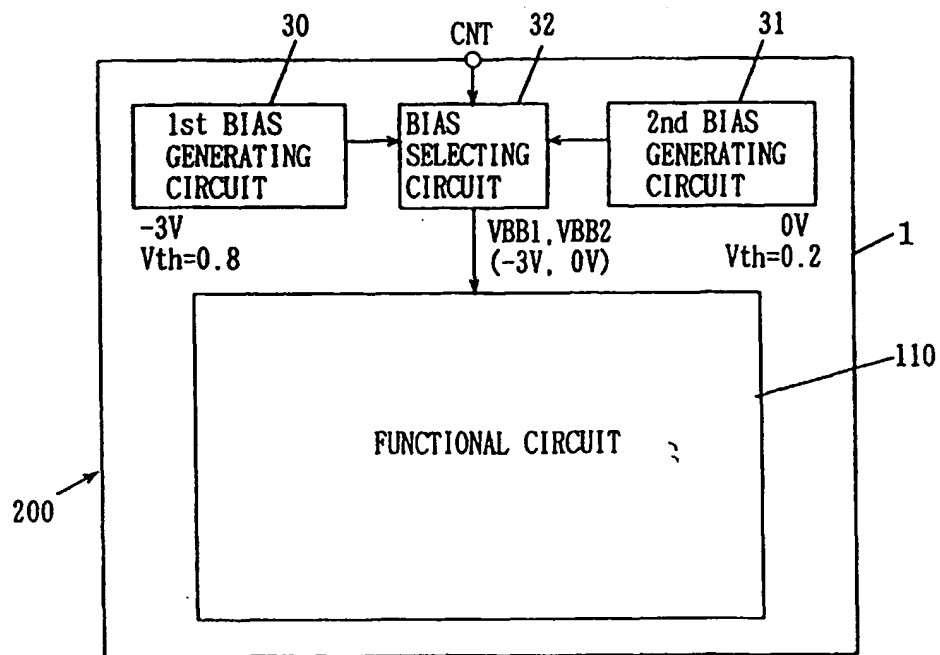 30
CNT
32
31
1st BIAS
GENERATING
CIRCUIT
BIAS
SELECTING
CIRCUIT
2nd BIAS
GENERATING
CIRCUIT
-3V
Vth=0.8
VBB1, VBB2
(-3V, 0V)
0V
Vth=0.2
1
110
FUNCTIONAL CIRCUIT
200